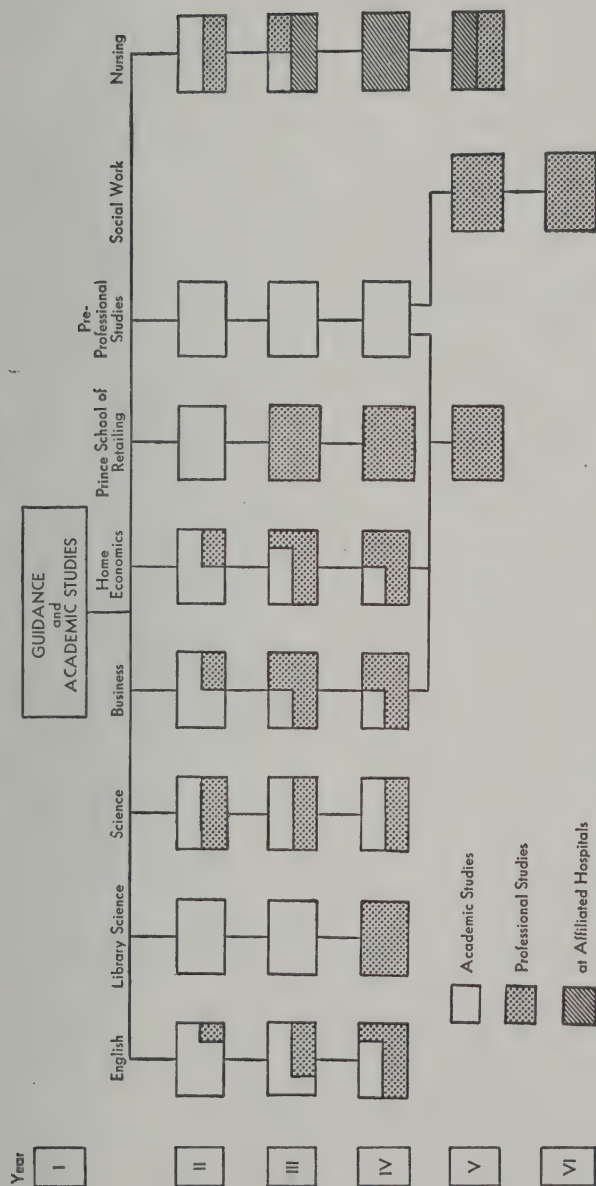 Year
I
II
III
IV
V
VI
GUIDANCE
and
ACADEMIC STUDIES
English
Library Science
Science
Business
Home
Economics
Prince School of
Retailing
Pre-
Professional
Studies
Social Work
Nursing
Academic Studies
Professional Studies
at Affiliated Hospitals